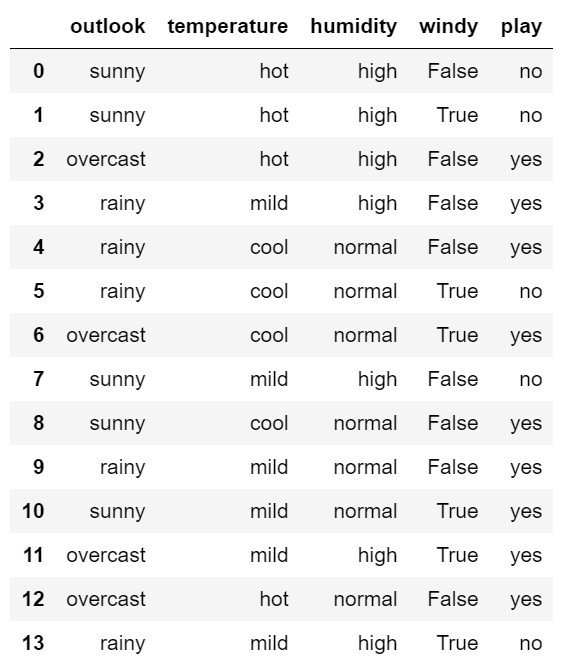 outlook temperature humidity windy play
0 sunny hot high False no
1 sunny hot high True no
2 overcast hot high False yes
3 rainy mild high False yes
4 rainy cool normal False yes
5 rainy cool normal True no
6 overcast cool normal True yes
7 sunny mild high False no
8 sunny cool normal False yes
9 rainy mild normal False yes
10 sunny mild normal True yes
11 overcast mild high True yes
12 overcast hot normal False yes
13 rainy mild high True no